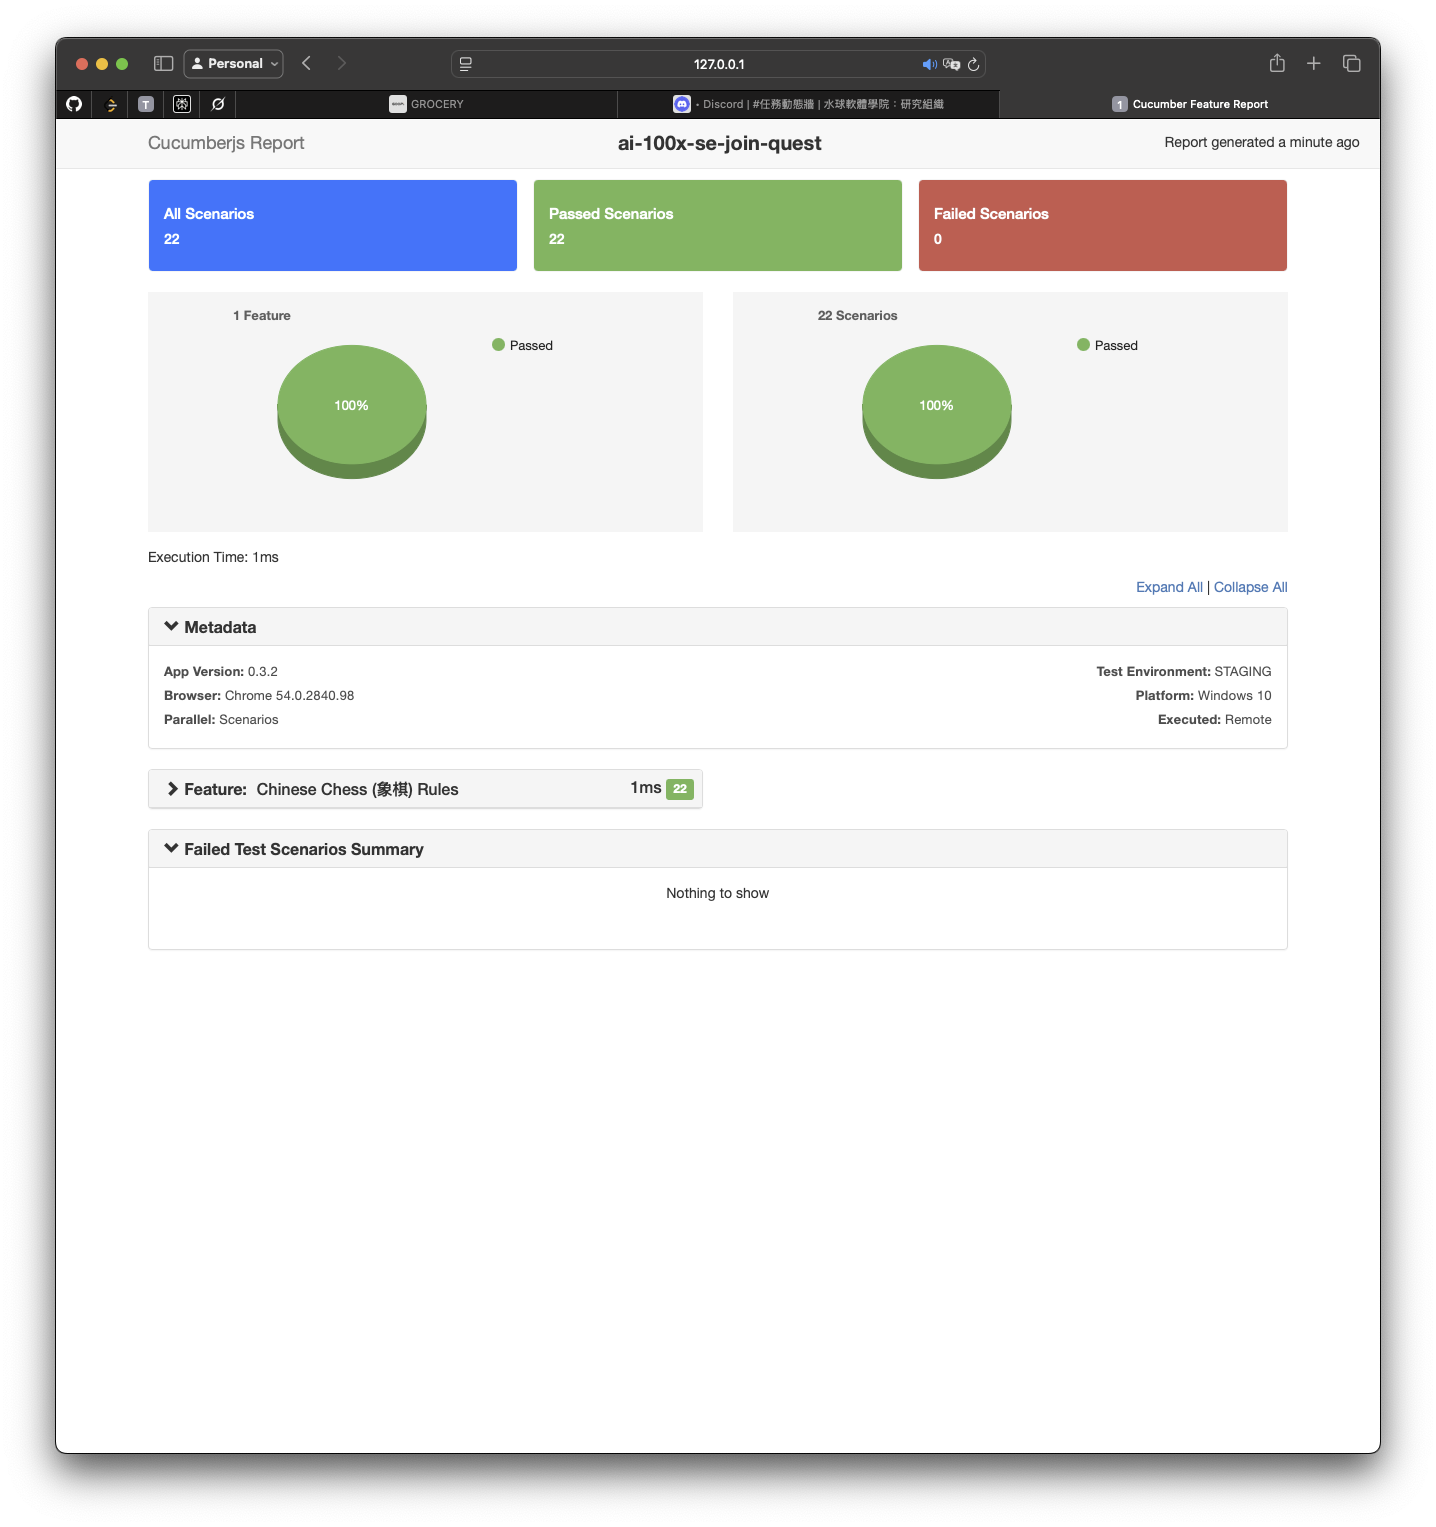 Personal
127.0.0.1
T
GROCERY
• Discord | #任務動態牆 | 水球軟體學院：研究組織
1 Cucumber Feature Report
Cucumberjs Report
ai-100x-se-join-quest
Report generated a minute ago
All Scenarios
22
Passed Scenarios
22
Failed Scenarios
0
1 Feature
Passed
100%
22 Scenarios
Passed
100%
Execution Time: 1ms
Expand All | Collapse All
Metadata
App Version: 0.3.2
Test Environment: STAGING
Browser: Chrome 54.0.2840.98
Platform: Windows 10
Parallel: Scenarios
Executed: Remote
Feature: Chinese Chess (象棋) Rules
1ms 22
Failed Test Scenarios Summary
Nothing to show